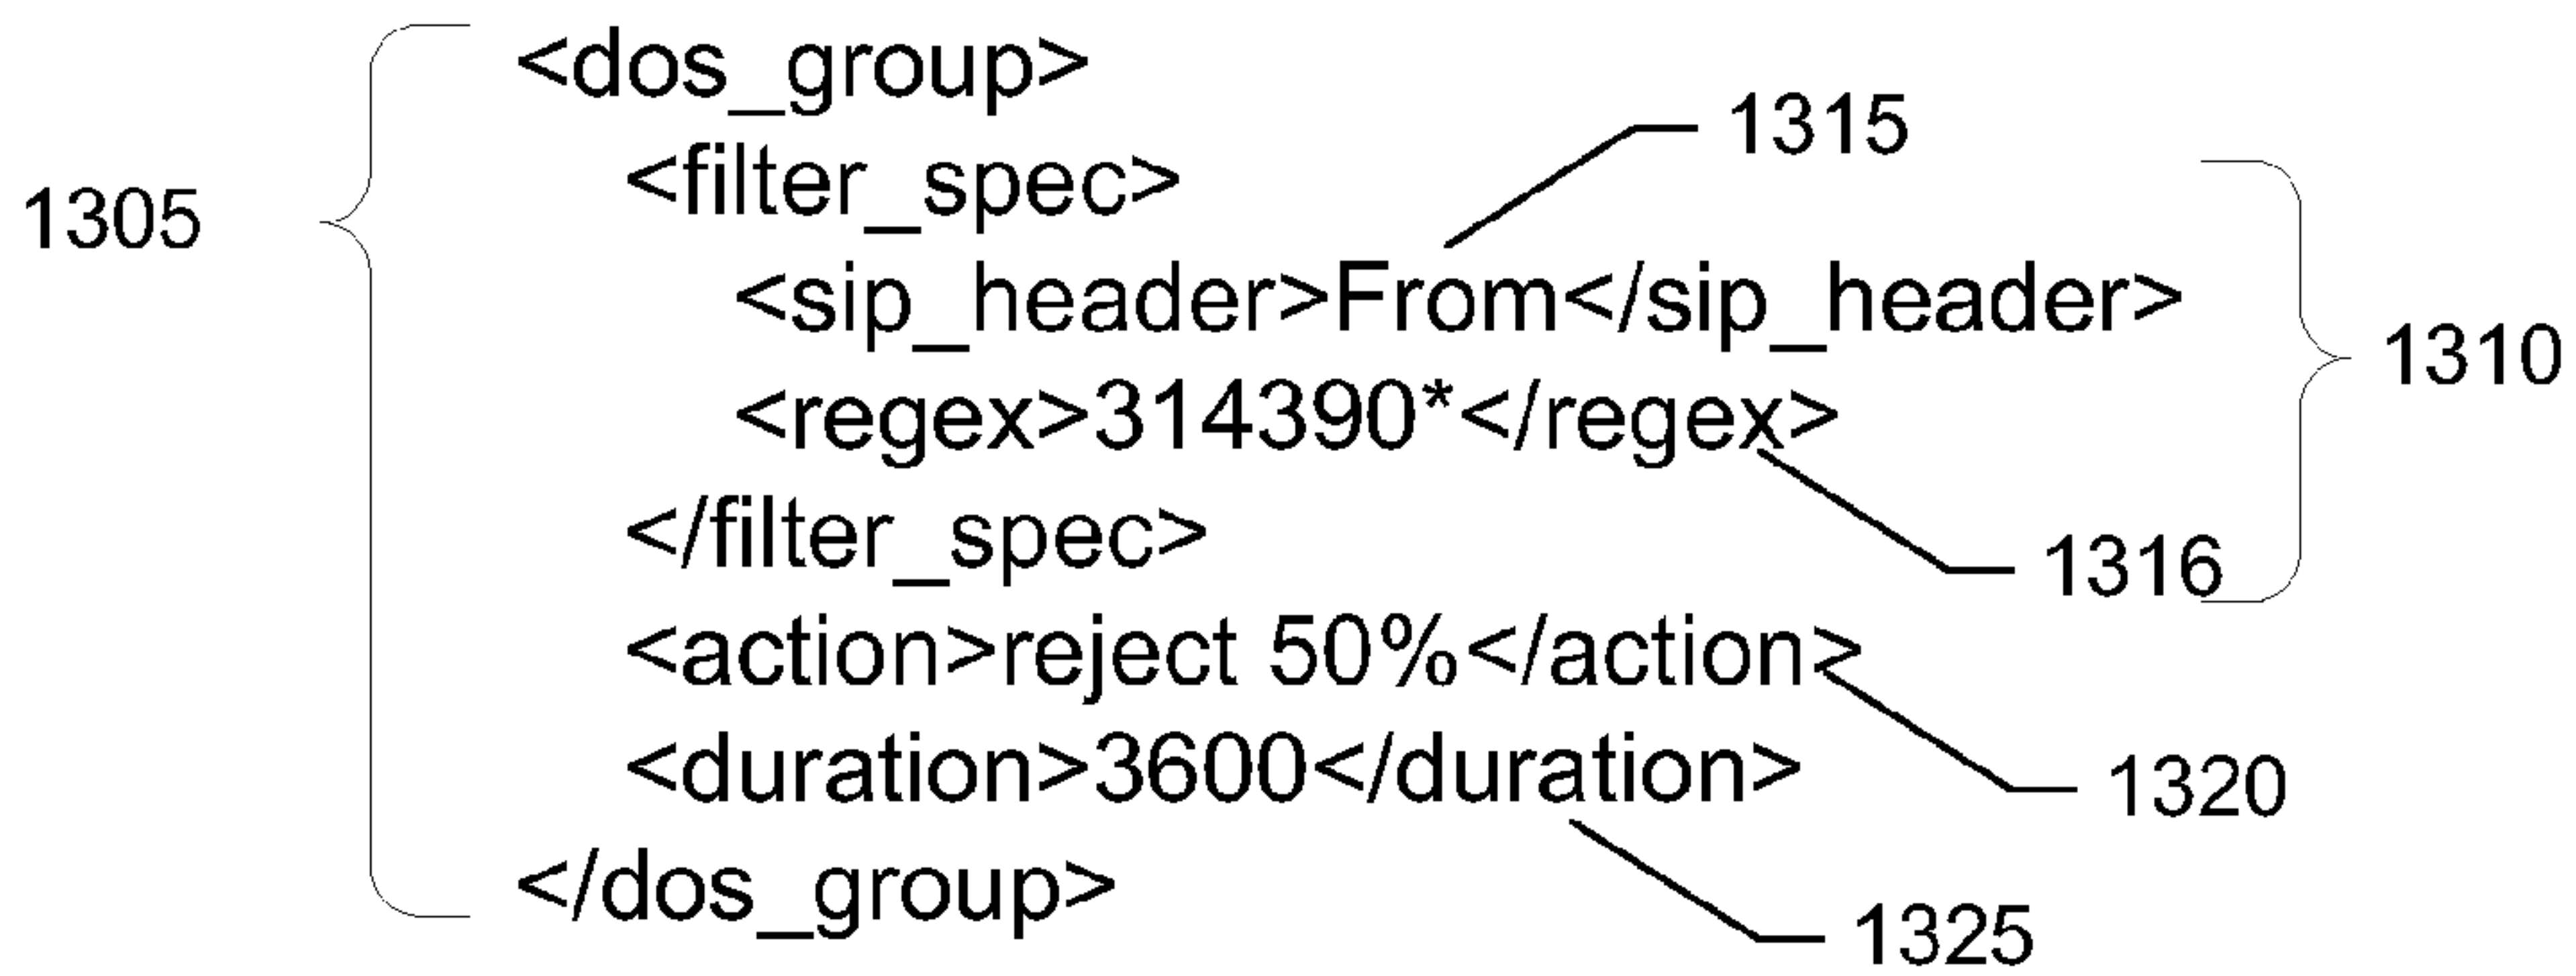 <dos_group>
1315
<filter_spec>
1305
<sip_header>From</sip_header>
1310
<regex>314390*</regex>
</filter_spec>
1316
<action>reject 50%</action>
<duration>3600</duration>
1320
</dos_group>
1325